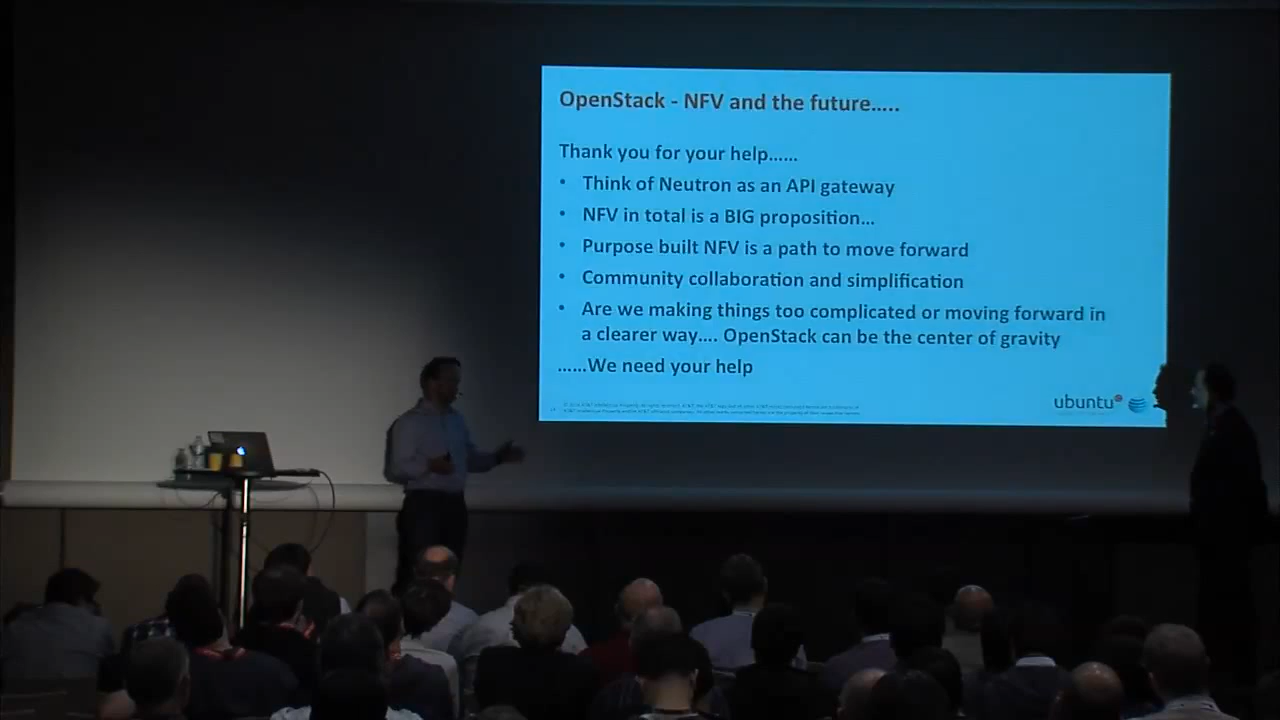 OpenStack - NFV and the future…..
Thank you for your help……
• Think of Neutron as an API gateway
• NFV in total is a BIG proposition…
• Purpose built NFV is a path to move forward
• Community collaboration and simplification
• Are we making things too complicated or moving forward in
a clearer way…. OpenStack can be the center of gravity
……We need your help
ubuntu